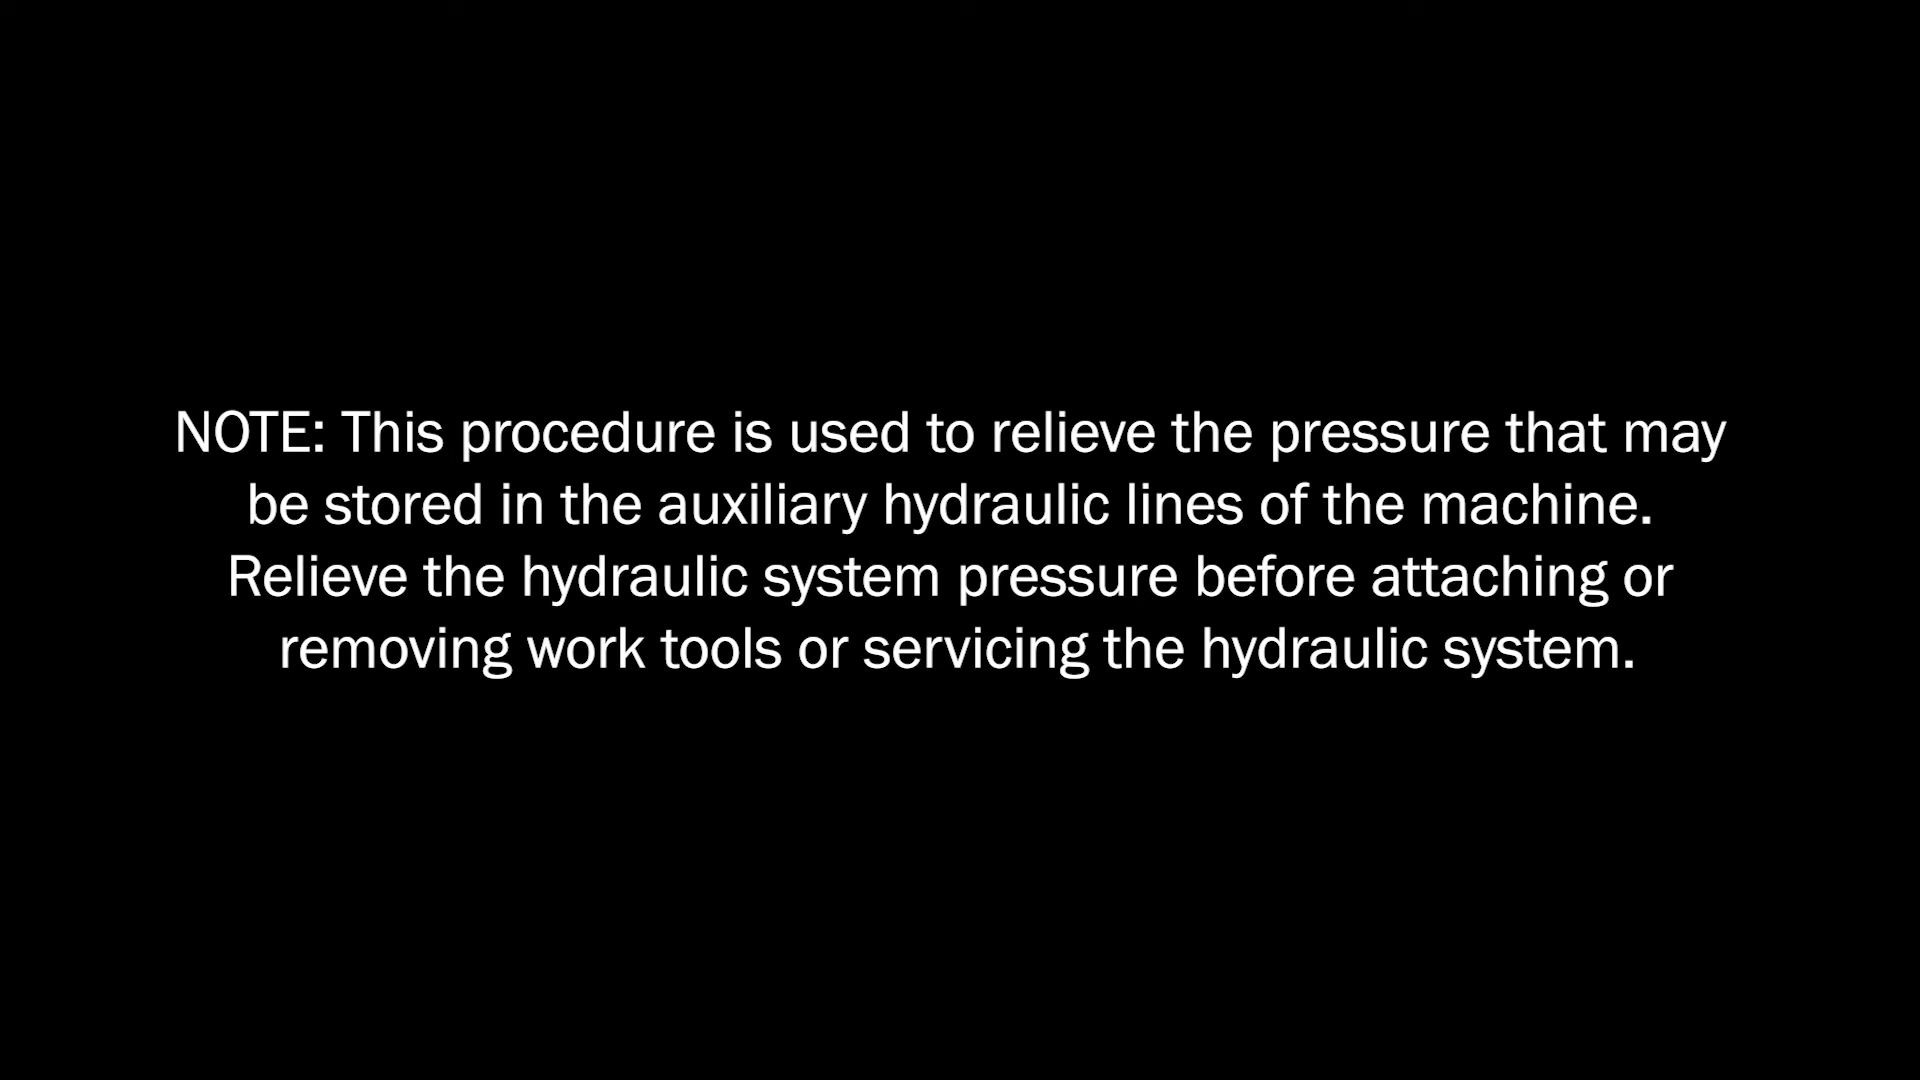 NOTE: This procedure is used to relieve the pressure that may
be stored in the auxiliary hydraulic lines of the machine.
Relieve the hydraulic system pressure before attaching or
removing work tools or servicing the hydraulic system.